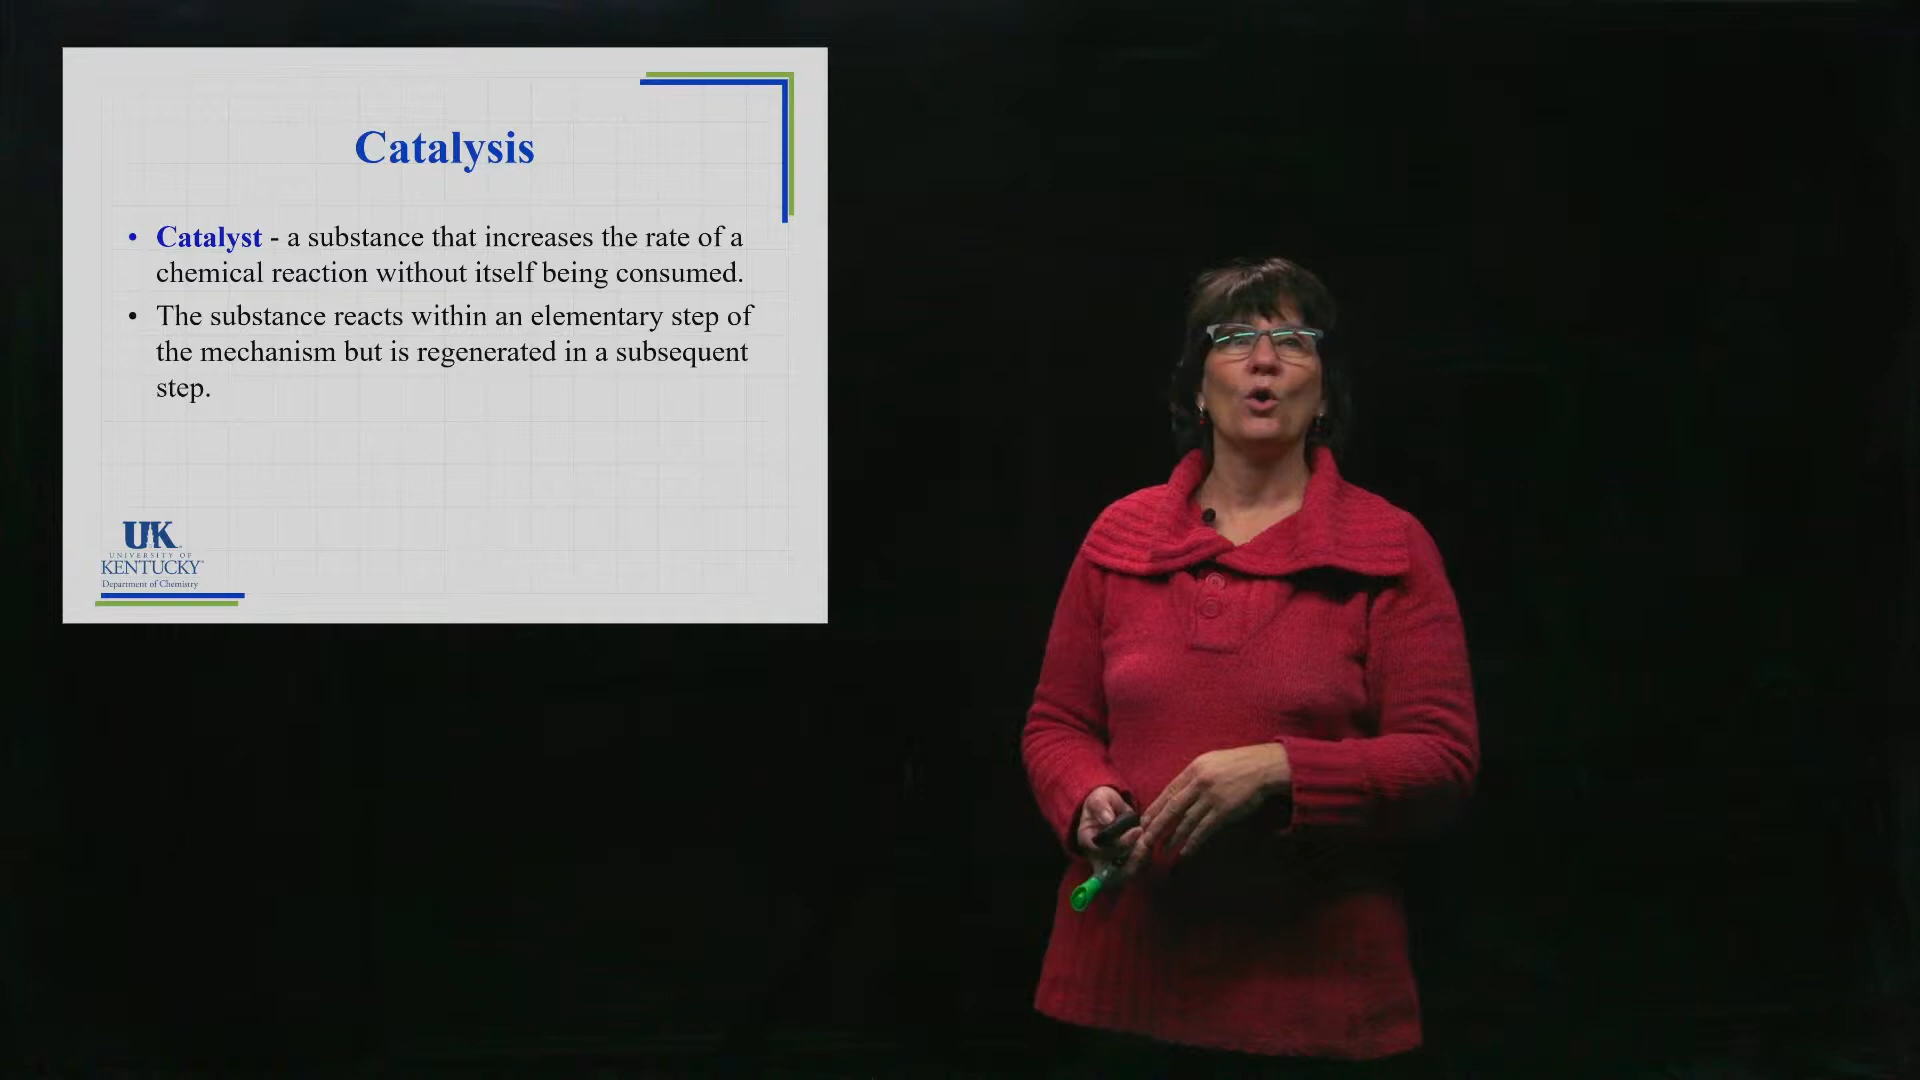 Catalysis
• Catalyst - a substance that increases the rate of a
chemical reaction without itself being consumed.
• The substance reacts within an elementary step of
the mechanism but is regenerated in a subsequent
step.
UK
UNIVERSITY OF
KENTUCKY
Department of Chemistry